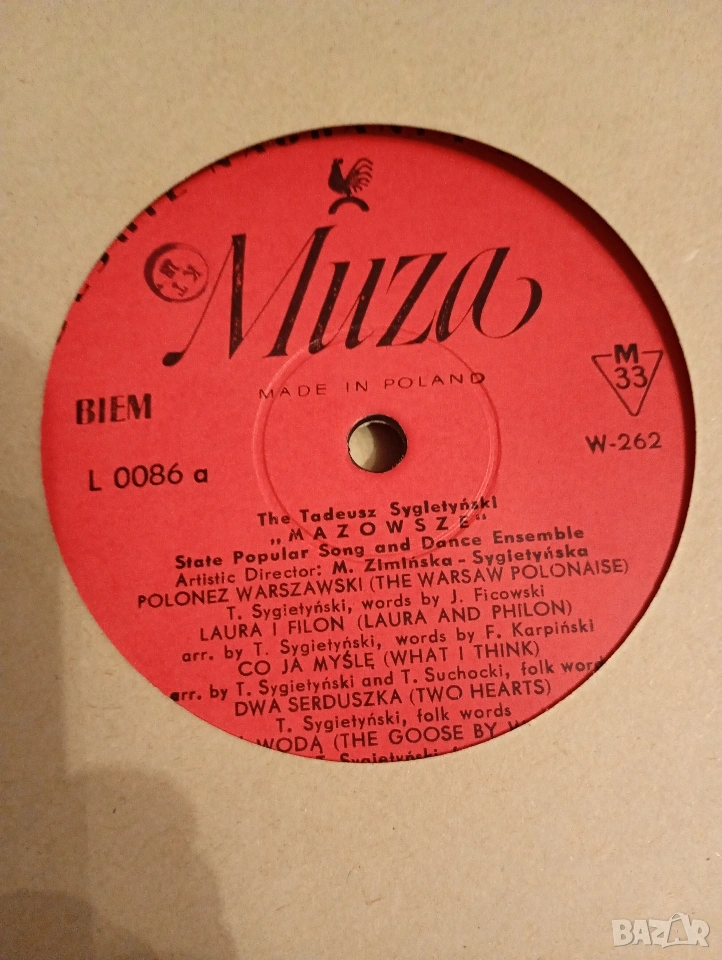 Muza
MADE IN POLAND
BIEM
M
33
L 0086 a
W-262
The Tadeusz Sygietyński
„MAZOWSZE"
State Popular Song and Dance Ensemble
Artistic Director: M. Zimińska-Sygietyńska
POLONEZ WARSZAWSKI (THE WARSAW POLONAISE)
T. Sygietyński, words by J. Ficowski
LAURA I FILON (LAURA AND PHILON)
arr. by T. Sygietyński, words by F. Karpiński
CO JA MYŚLĘ (WHAT I THINK)
arr. by T. Sygietyński and T. Suchocki, folk word
DWA SERDUSZKA (TWO HEARTS)
T. Sygietyński, folk words
WODĄ (THE GOOSE BY
T. Sygietyński,
BAZAR